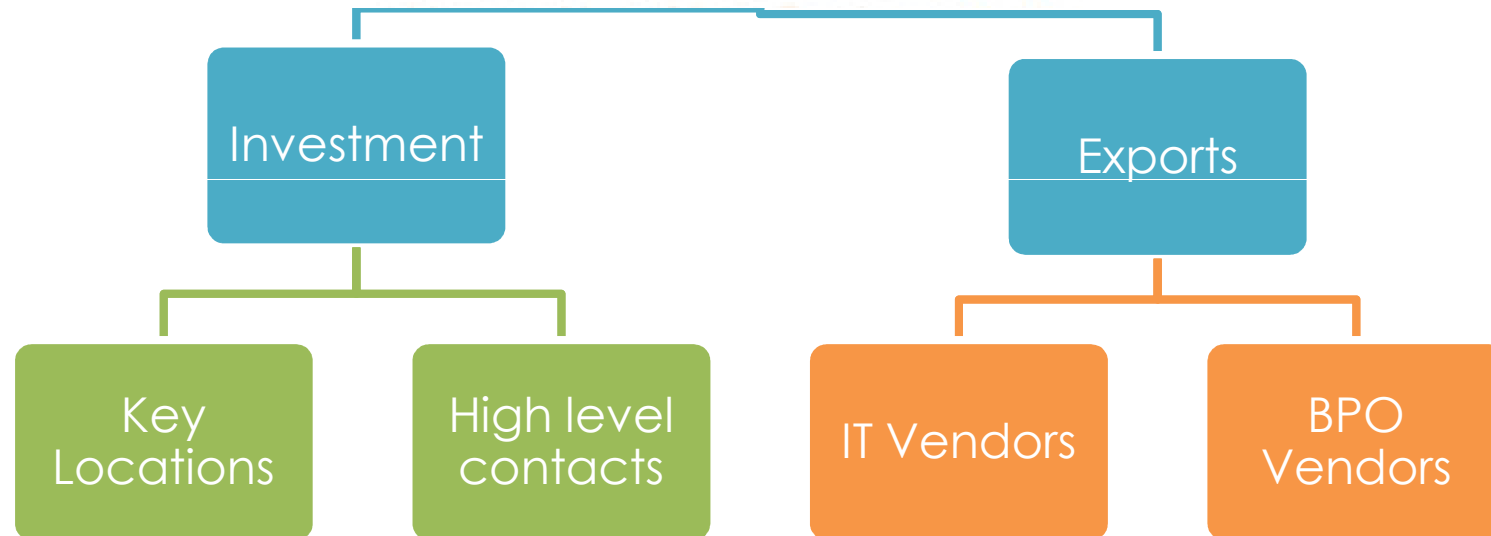 Investment
Exports
Key
Locations
High level
contacts
IT Vendors
BPO
Vendors